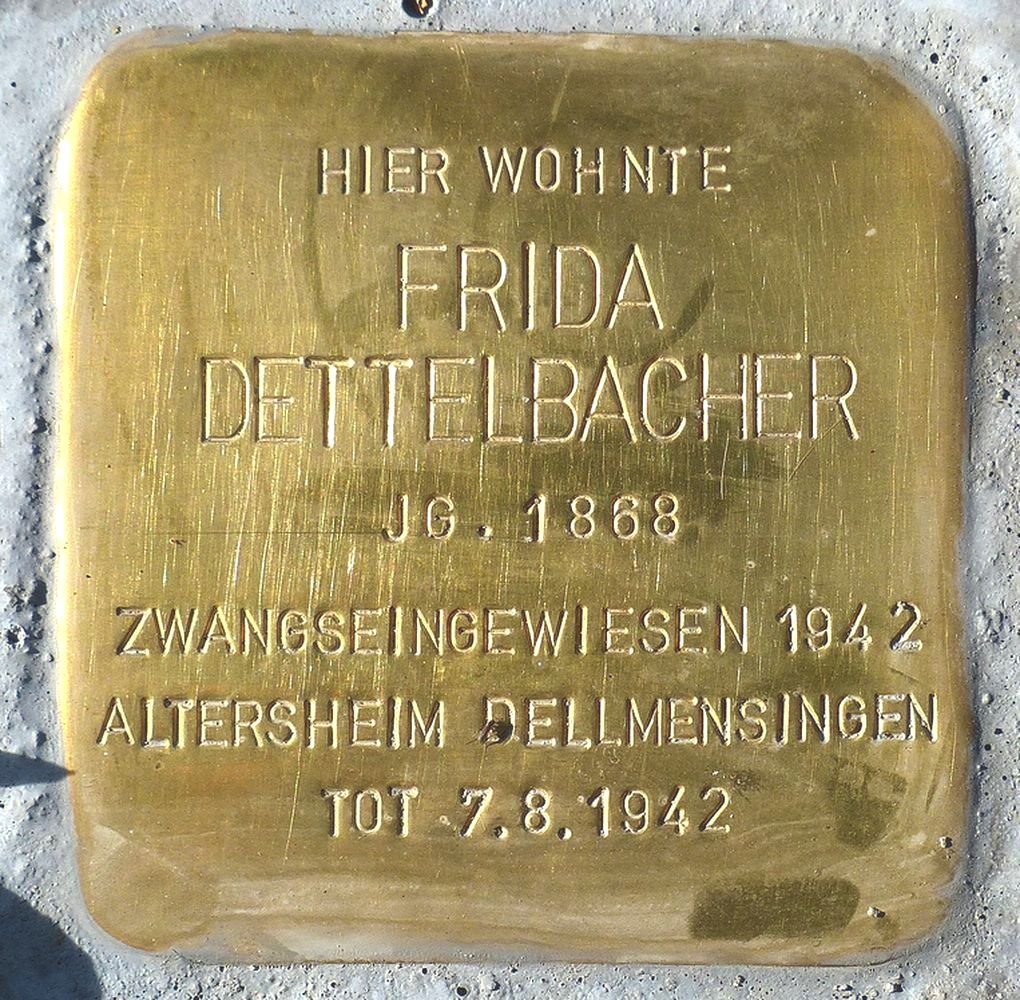 HIER WOHNTE
FRIDA
DETTELBACHER
JG. 1868
ZWANGSEINGEWIESEN 1942
ALTERSHEIM DELLMENSINGEN
TOT 7.8.1942